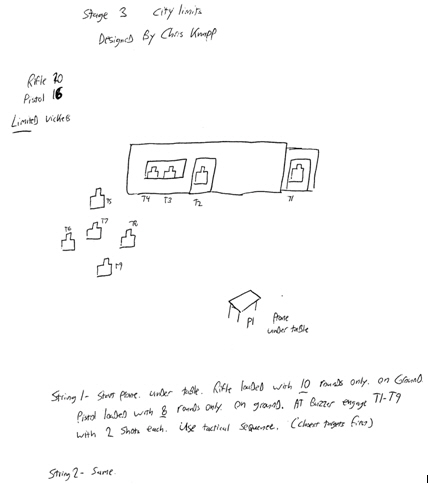 Stage 3 City limits
Designed By Chris Knapp
Rifle 20
Pistol 16
Limited vickers
T5
T4 T3 T2 T1
T6 T7 T8
T9
P1
Prone
under table
String 1- Start prone. under table. Rifle loaded with 10 rounds only. on Ground.
Pistol loaded with 8 rounds only. on ground. At Buzzer engage T1-T9
with 2 shots each. Use tactical sequence. (closest targets first)
String 2- Same.